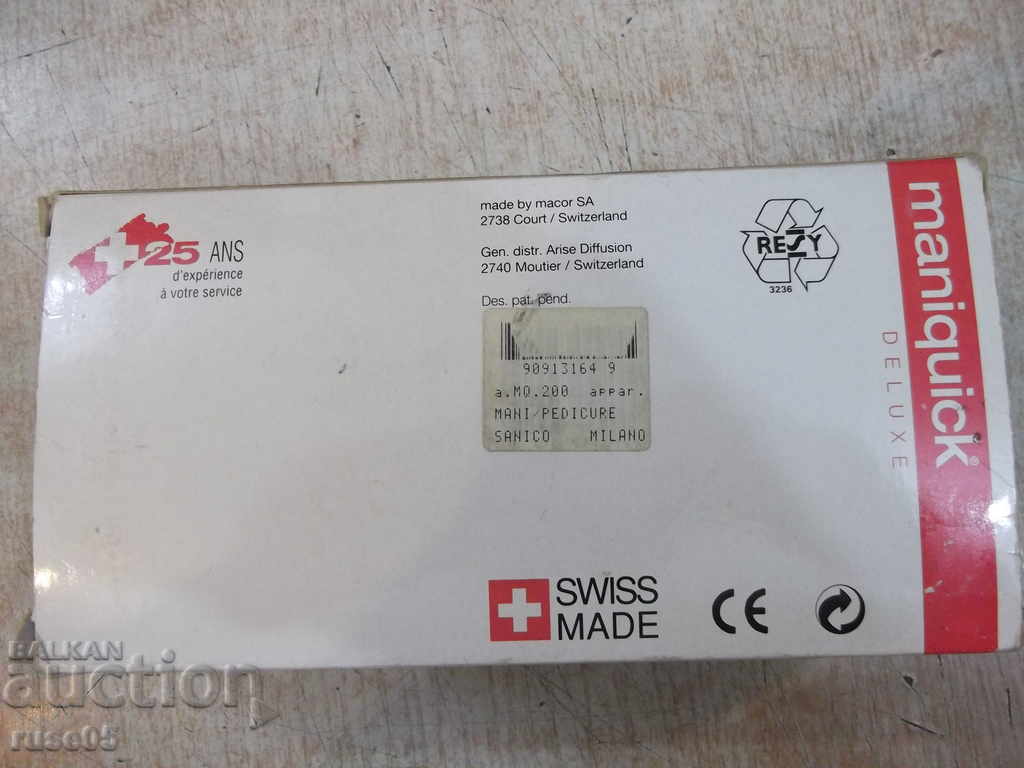 25 ANS
d'expérience
à votre service
made by macor SA
2738 Court / Switzerland
Gen. distr. Arise Diffusion
2740 Moutier / Switzerland
Des. pat. pend.
90913164 9
a.MQ.200 appar.
MANI/PEDICURE
SANICO MILANO
RESY
3236
maniquick®
DELUXE
SWISS
MADE
CE
BALKAN
auction
ruse05